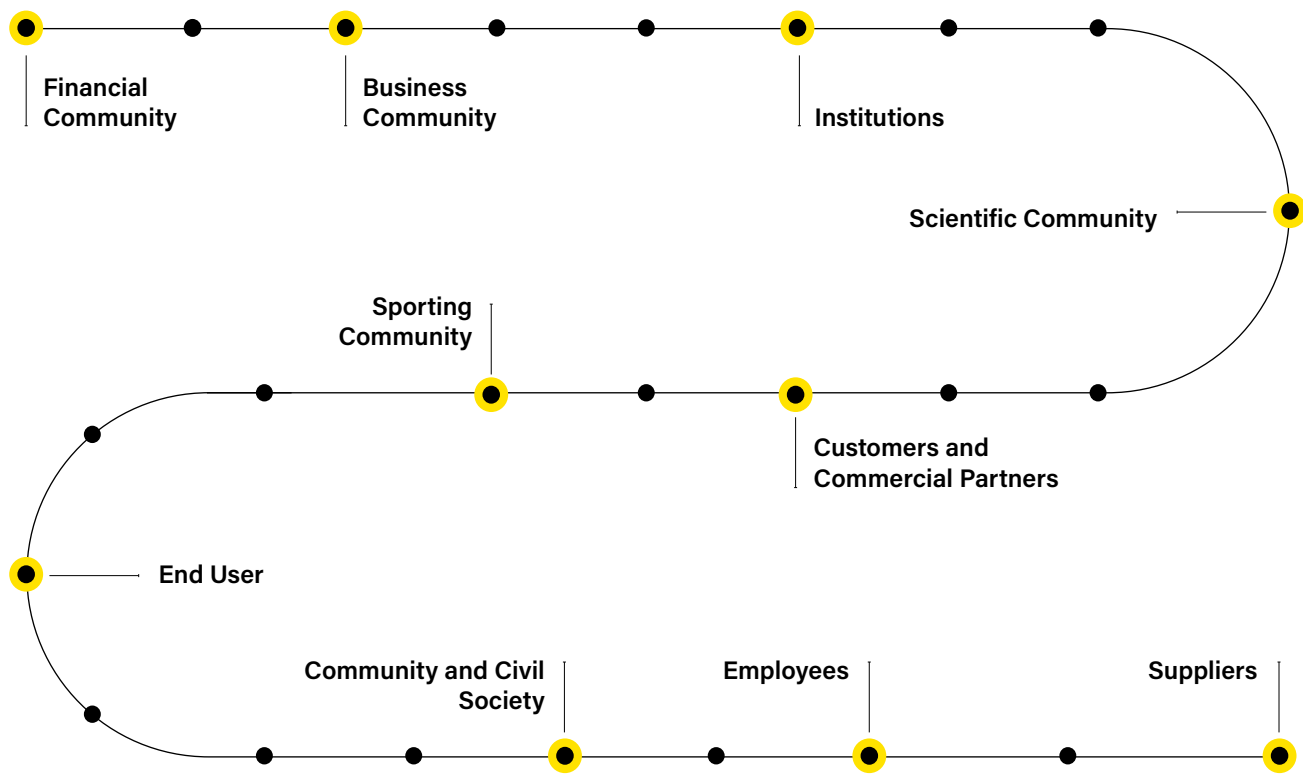 Financial
Community
Business
Community
Institutions
Scientific Community
Sporting
Community
Customers and
Commercial Partners
End User
Community and Civil
Society
Employees
Suppliers